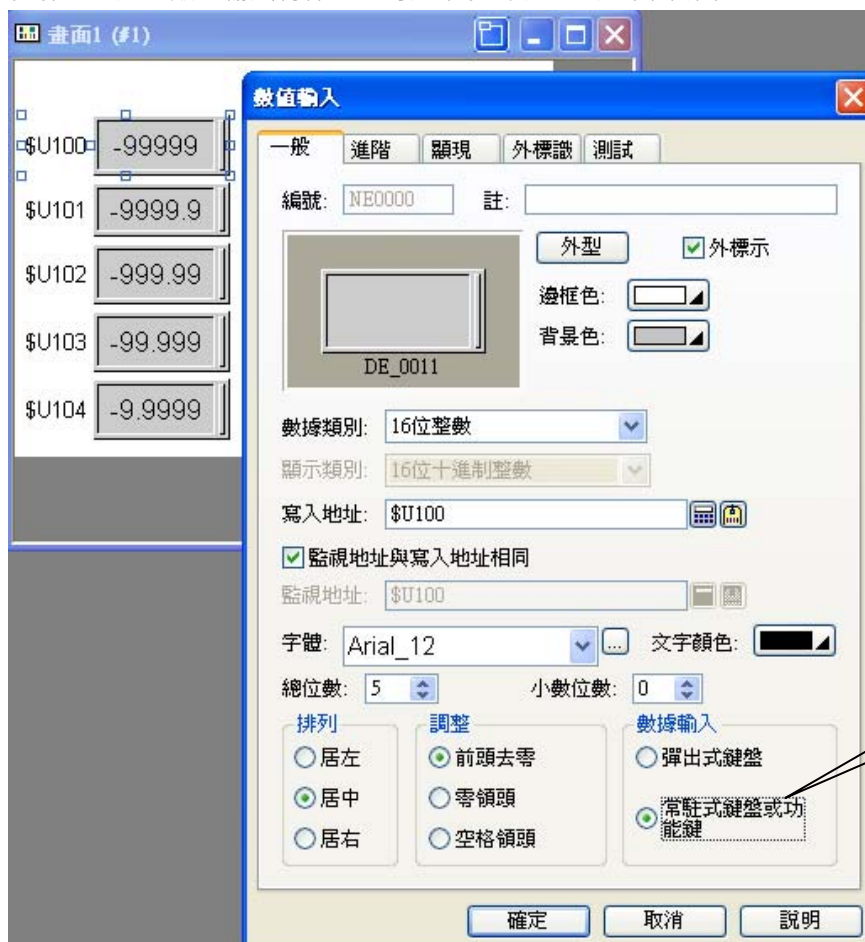 畫面1 (#1)
$U100 -99999
$U101 -9999.9
$U102 -999.99
$U103 -99.999
$U104 -9.9999
數值輸入
一般 進階 顯現 外標識 測試
編號: NE0000 註:
外型 外標示
邊框色:
背景色:
DE_0011
數據類別: 16位整數
顯示類別: 16位十進制整數
寫入地址: $U100
監視地址與寫入地址相同
監視地址: $U100
字體: Arial_12 ... 文字顏色:
總位數: 5 小數位數: 0
排列 調整 數據輸入
居左 前頭去零 彈出式鍵盤
居中 零領頭 常駐式鍵盤或功
能鍵
居右 空格領頭
確定 取消 說明